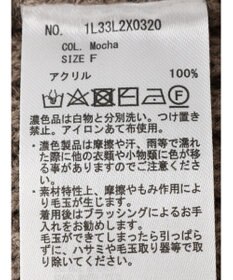 NO. 1L33L2X0320
COL. Mocha
SIZE F
アクリル 100%
濃色品は白物と分別洗い。つけ置き
禁止。アイロンあて布使用。
・濃色製品は摩擦や汗、雨等で濡れ
た際に他の衣類や小物類に色が移
る事がありますのでご注意くださ
い。
・素材特性上、摩擦やもみ作用によ
り毛玉が生じます。
着用後はブラッシングによるお手
入れをお勧めします。
毛玉ができてしまったら引っぱら
ずに、ハサミや毛玉取り器等で取
り除いてください。